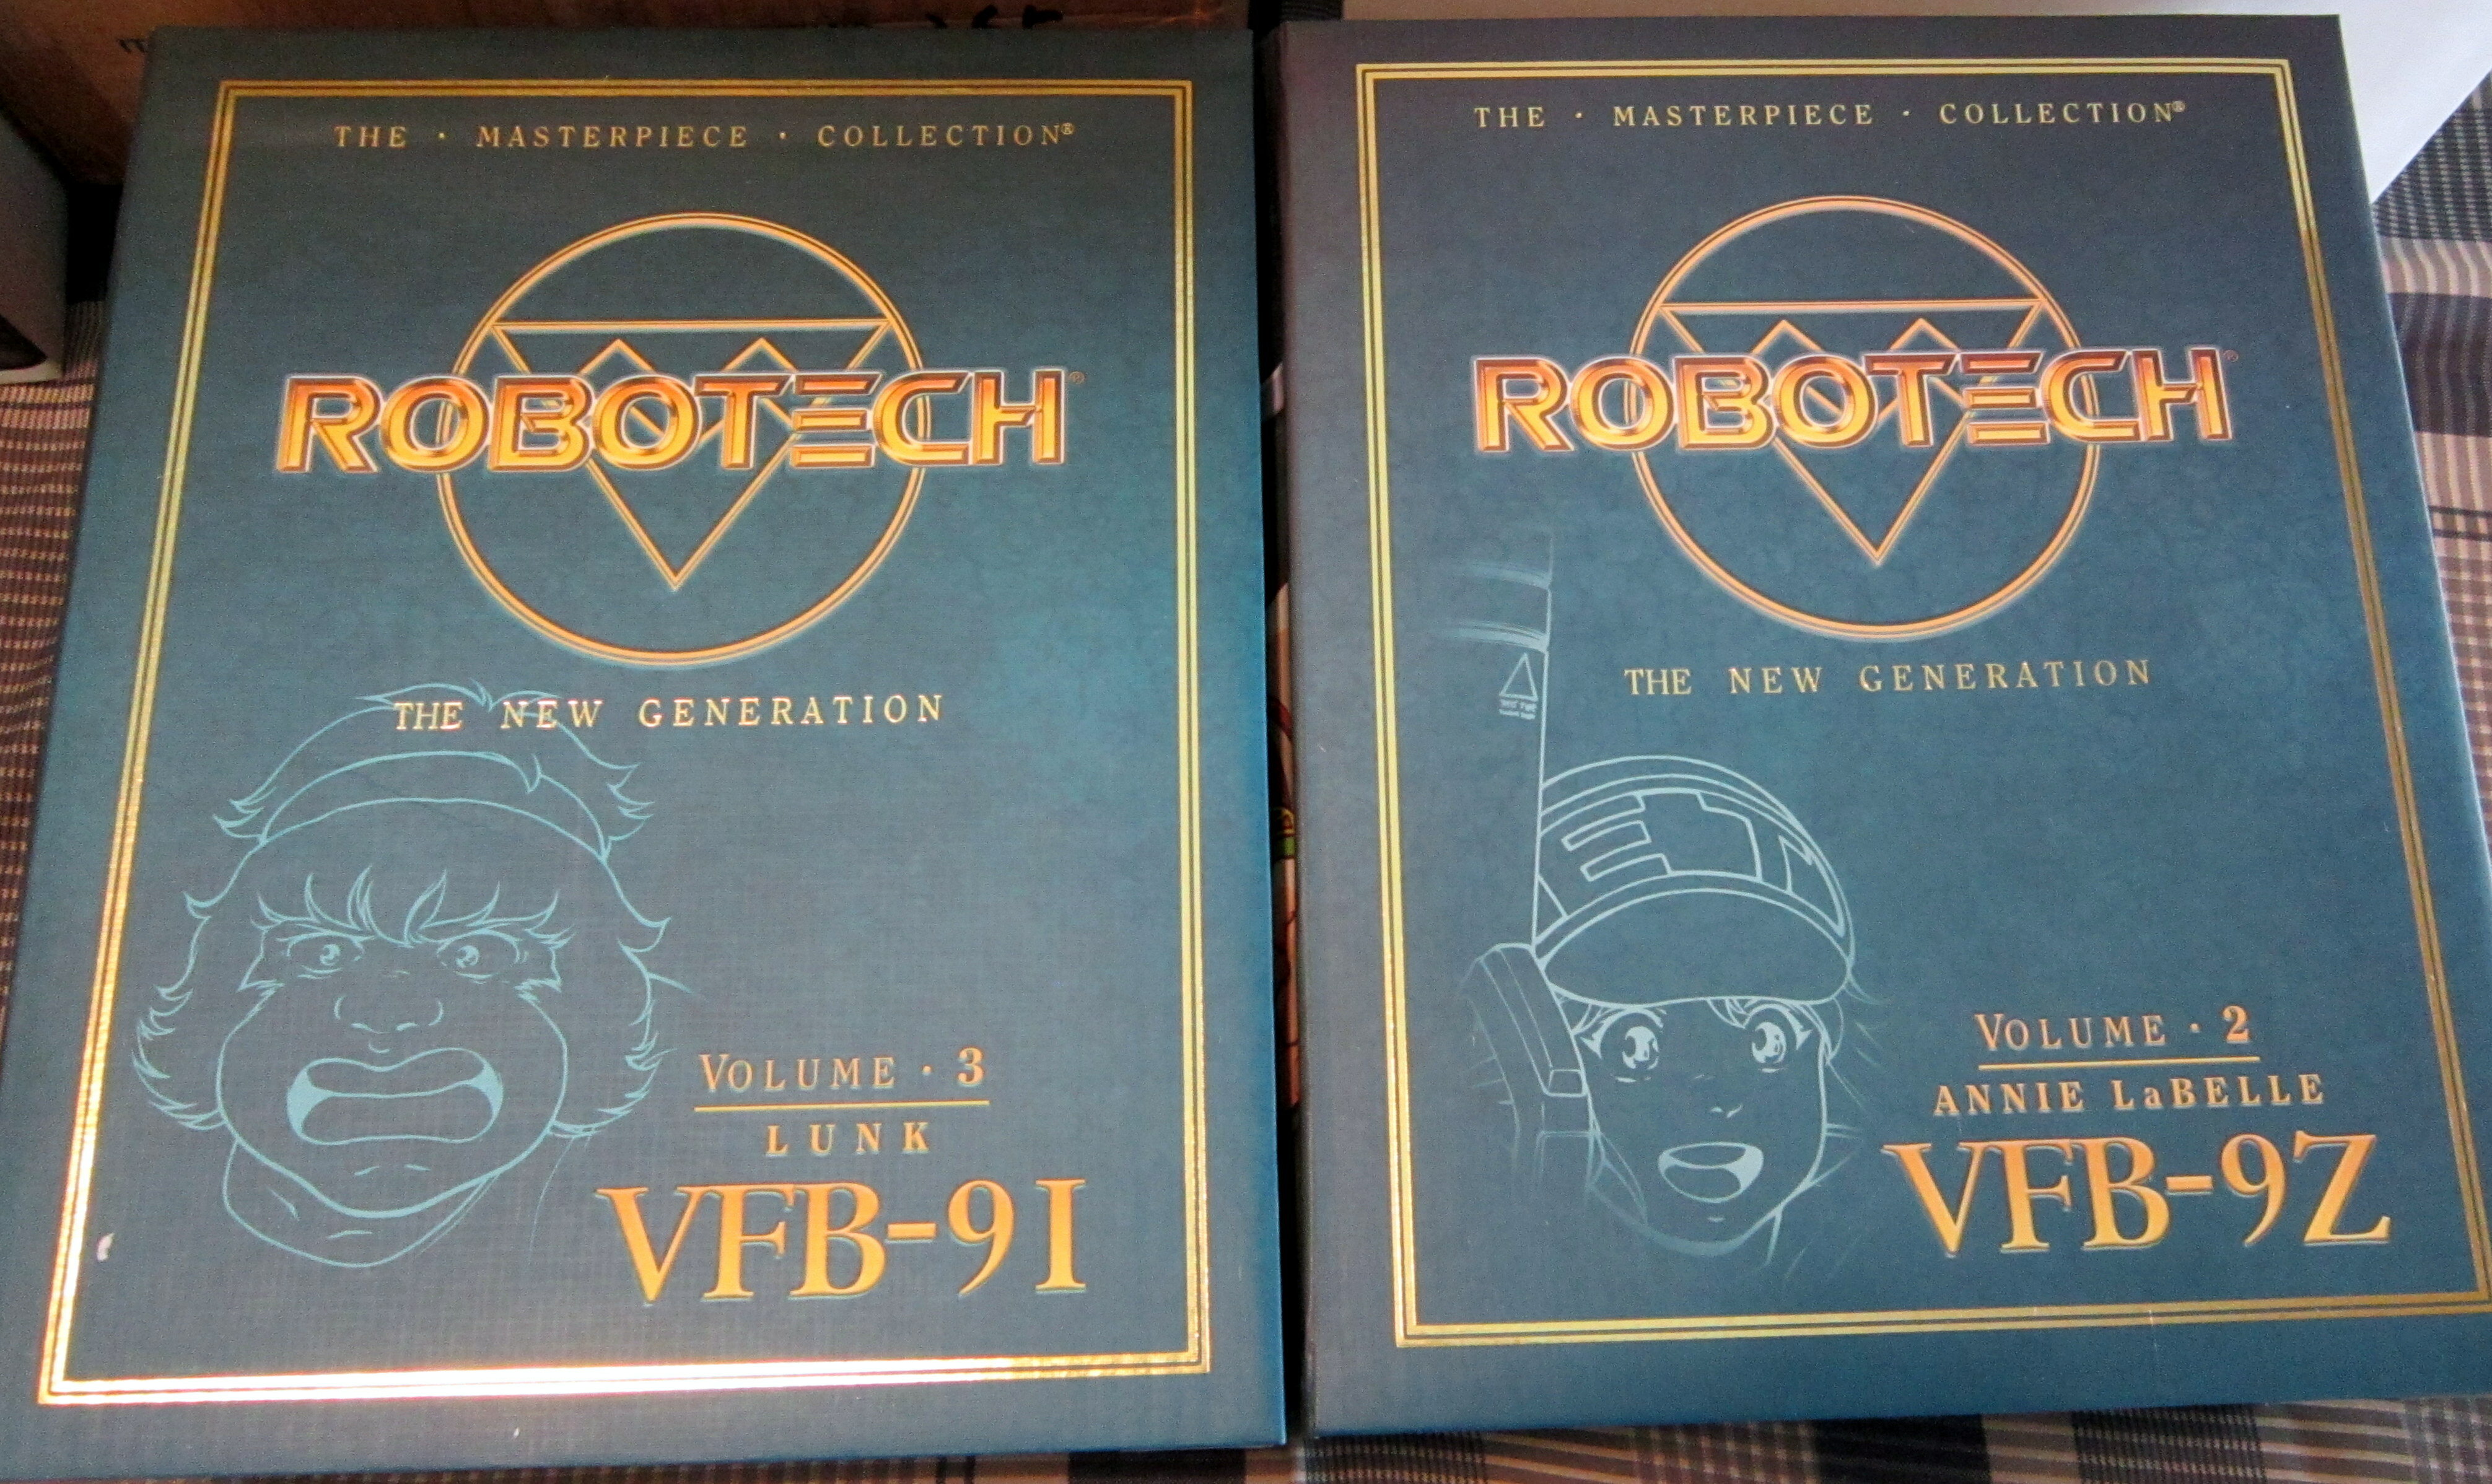 THE · MASTERPIECE · COLLECTION®
ROBOTECH®
THE NEW GENERATION
VOLUME · 3
LUNK
VFB-9I
THE · MASTERPIECE · COLLECTION®
ROBOTECH®
THE NEW GENERATION
VOLUME · 2
ANNIE LaBELLE
VFB-9Z